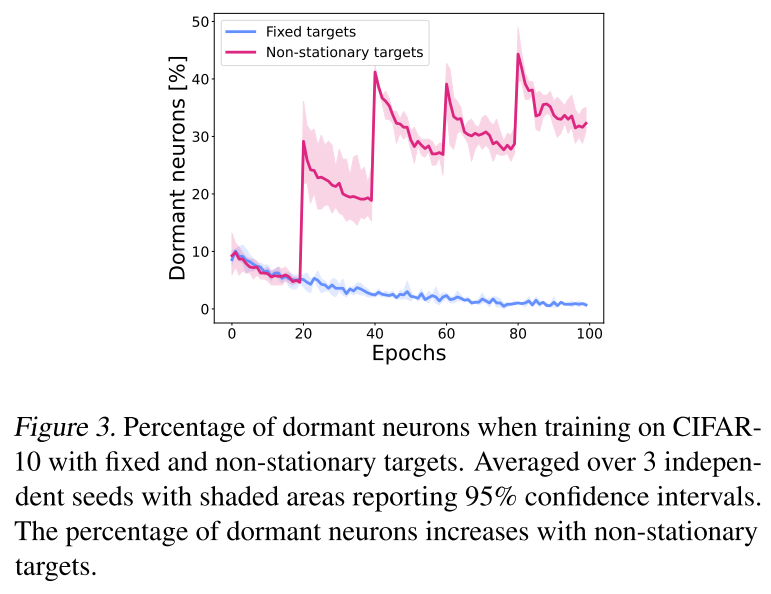 50
40
30
20
10
0
Dormant neurons [%]
Fixed targets
Non-stationary targets
0 20 40 60 80 100
Epochs
Figure 3. Percentage of dormant neurons when training on CIFAR-
10 with fixed and non-stationary targets. Averaged over 3 indepen-
dent seeds with shaded areas reporting 95% confidence intervals.
The percentage of dormant neurons increases with non-stationary
targets.